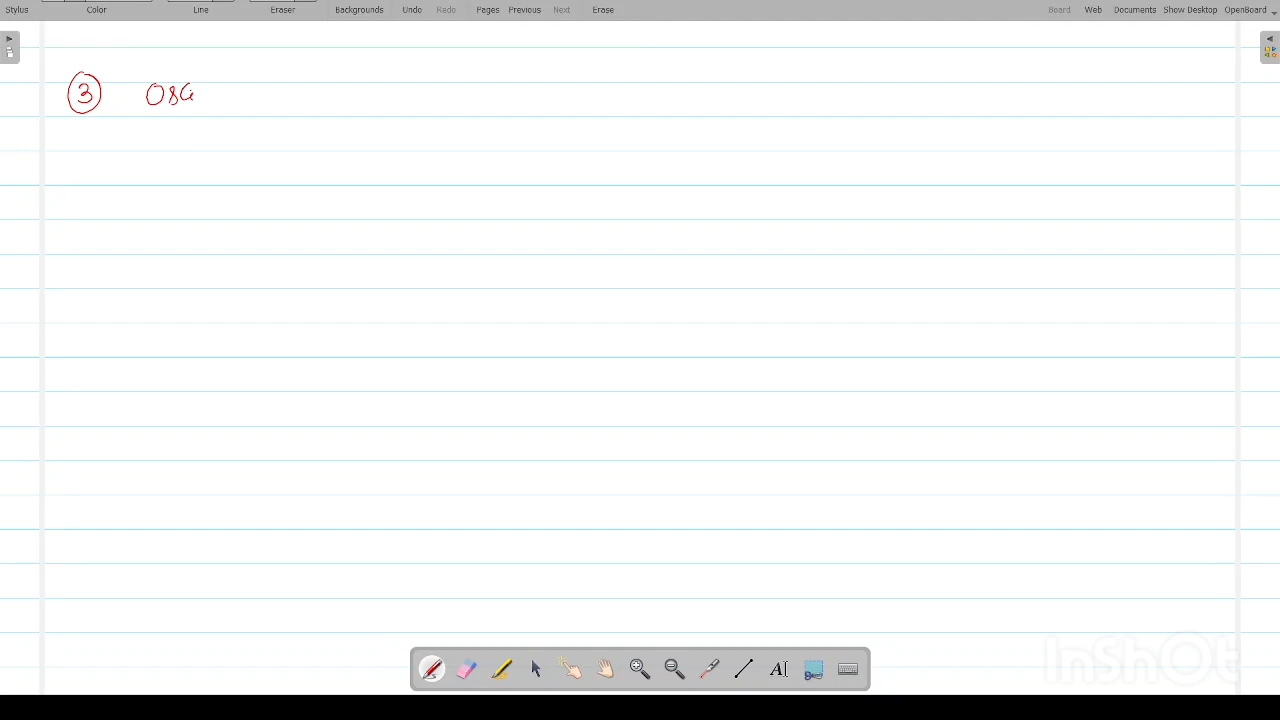 Stylus Color Line Eraser Backgrounds Undo Redo Pages Previous Next Erase Board Web Documents Show Desktop OpenBoard
3
InShOt